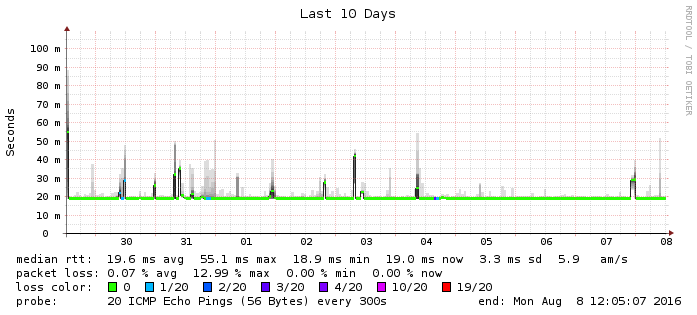 Last 10 Days
RRDTOOL / TOBI OETIKER
Seconds
100 m
90 m
80 m
70 m
60 m
50 m
40 m
30 m
20 m
10 m
0
30 31 01 02 03 04 05 06 07 08
median rtt: 19.6 ms avg 55.1 ms max 18.9 ms min 19.0 ms now 3.3 ms sd 5.9 am/s
packet loss: 0.07 % avg 12.99 % max 0.00 % min 0.00 % now
loss color: 0 1/20 2/20 3/20 4/20 10/20 19/20
probe: 20 ICMP Echo Pings (56 Bytes) every 300s end: Mon Aug 8 12:05:07 2016